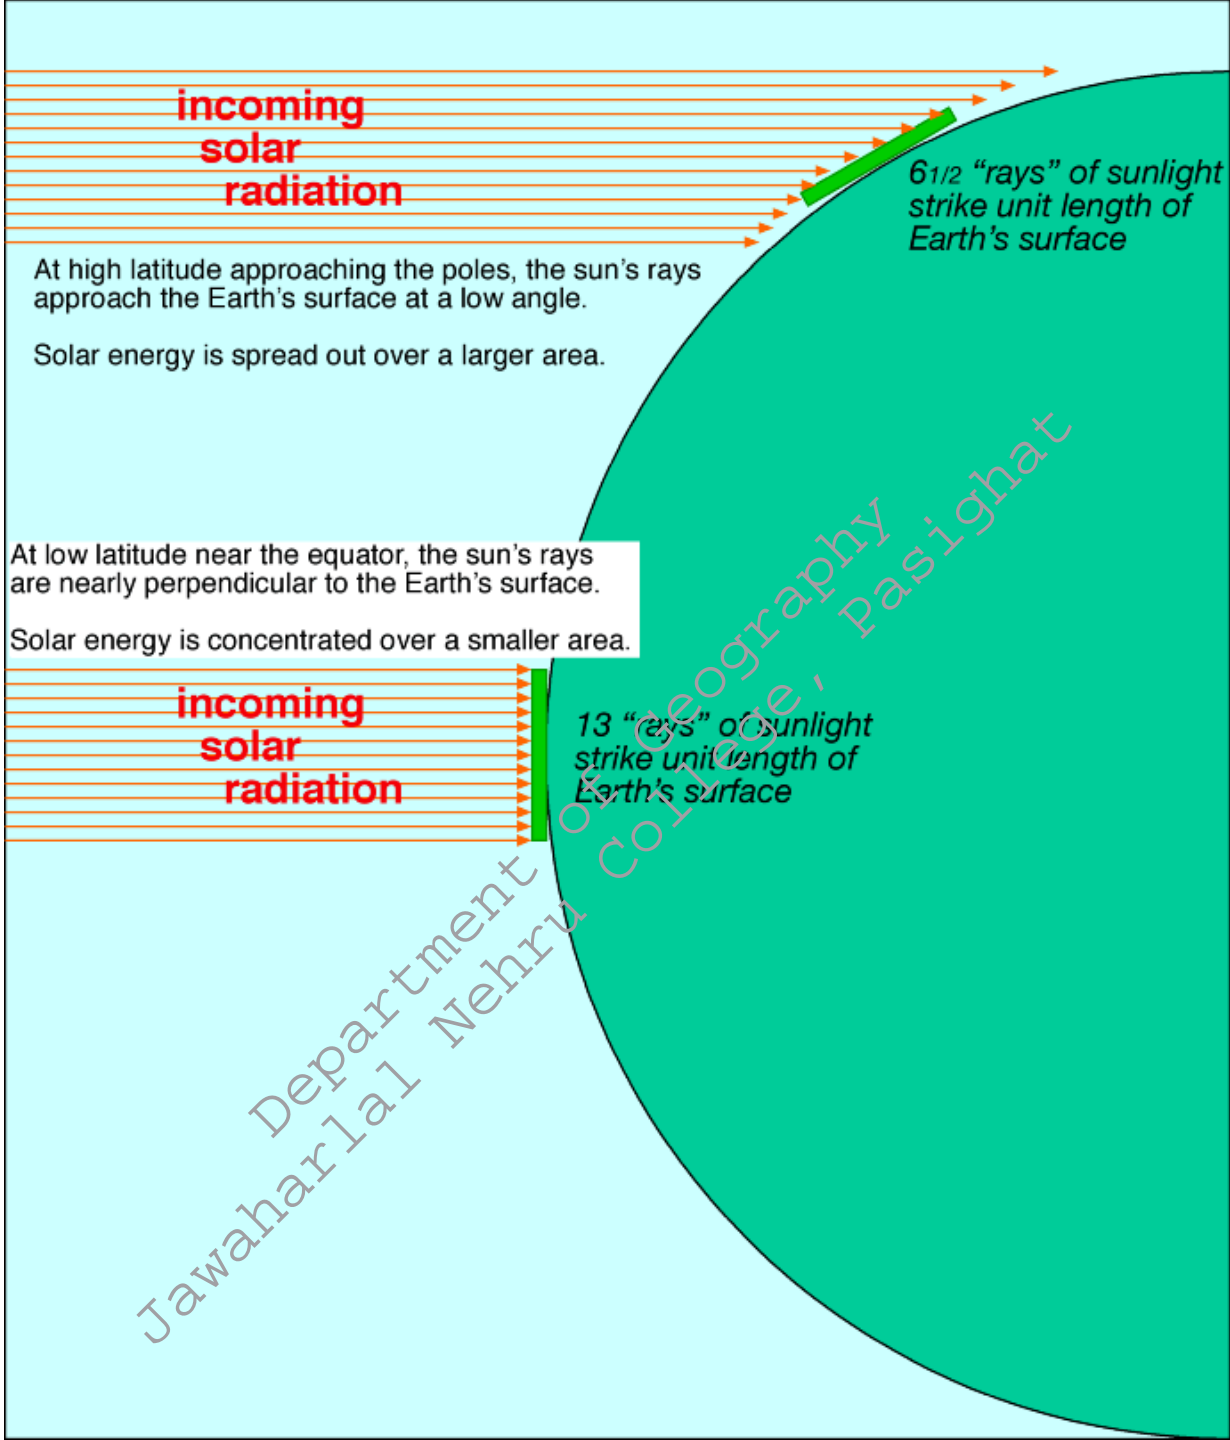 incoming
solar
radiation
61/2 “rays” of sunlight
strike unit length of
Earth’s surface
At high latitude approaching the poles, the sun’s rays
approach the Earth’s surface at a low angle.
Solar energy is spread out over a larger area.
At low latitude near the equator, the sun’s rays
are nearly perpendicular to the Earth’s surface.
Solar energy is concentrated over a smaller area.
incoming
solar
radiation
13 “rays” of sunlight
strike unit length of
Earth’s surface
Department of Geography
Jawaharlal Nehru College, Pasighat